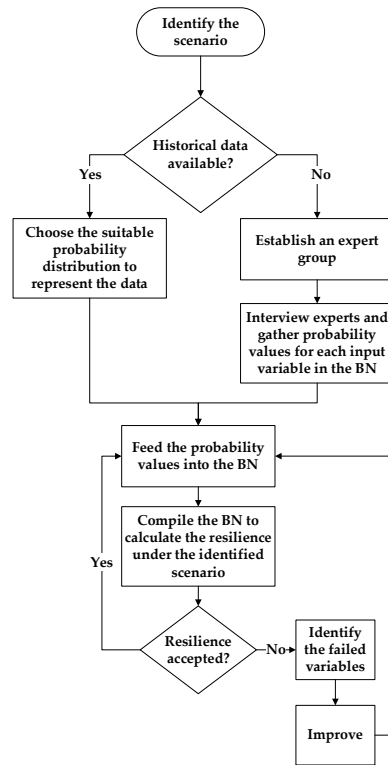 Identify the
scenario
Historical data
available?
Yes
No
Choose the suitable
probability
distribution to
represent the data
Establish an expert
group
Interview experts and
gather probability
values for each input
variable in the BN
Feed the probability
values into the BN
Compile the BN to
calculate the resilience
under the identified
scenario
Yes
Resilience
accepted?
No
Identify
the failed
variables
Improve